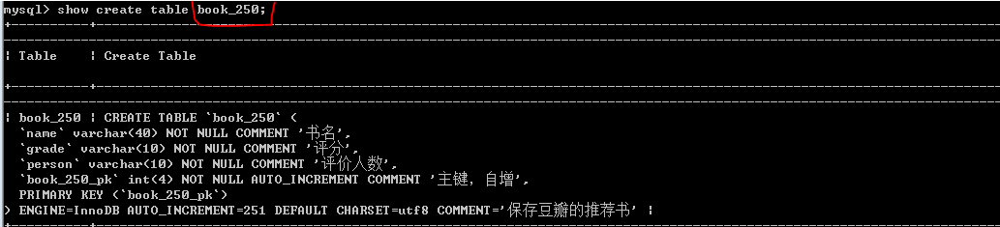 mysql> show create table book_250;
| Table | Create Table
| book_250 | CREATE TABLE `book_250` (
`name` varchar(40) NOT NULL COMMENT '书名',
`grade` varchar(10) NOT NULL COMMENT '评分',
`person` varchar(10) NOT NULL COMMENT '评价人数',
`book_250_pk` int(4) NOT NULL AUTO_INCREMENT COMMENT '主键，自增',
PRIMARY KEY (`book_250_pk`)
) ENGINE=InnoDB AUTO_INCREMENT=251 DEFAULT CHARSET=utf8 COMMENT='保存豆瓣的推荐书' |